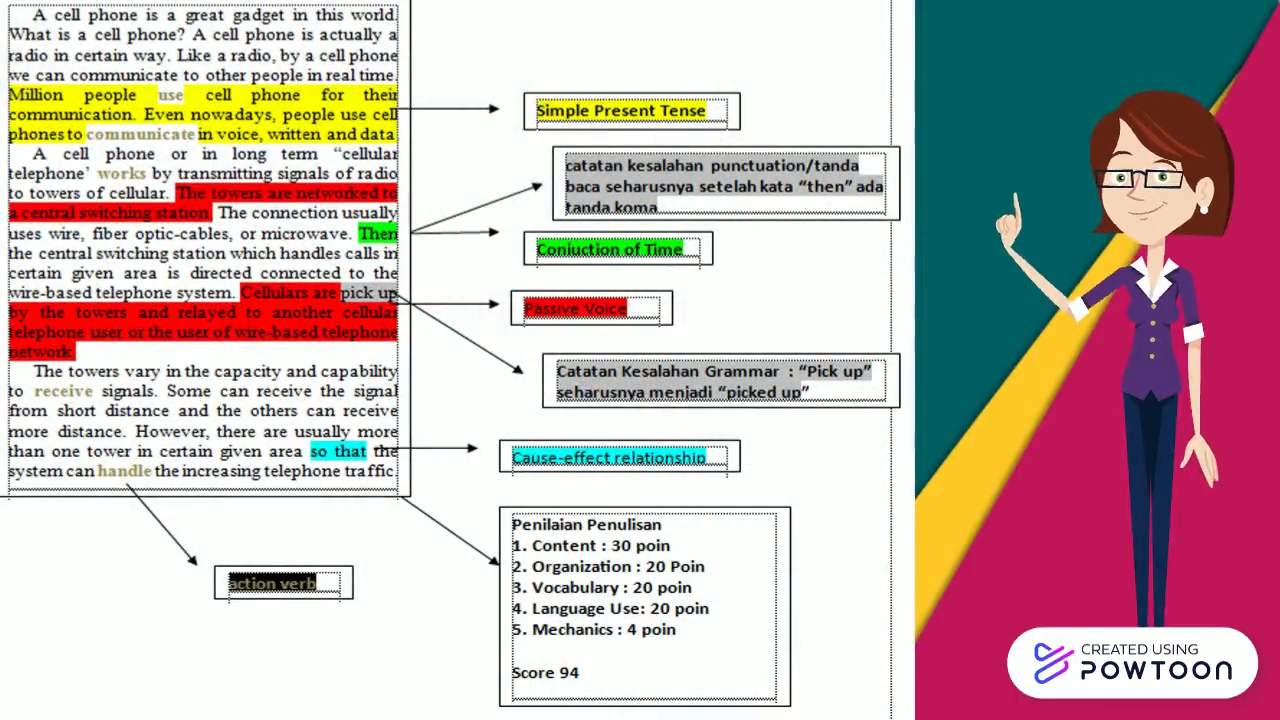 A cell phone is a great gadget in this world.
What is a cell phone? A cell phone is actually a
radio in certain way. Like a radio, by a cell phone
we can communicate to other people in real time.
Million people use cell phone for their
communication. Even nowadays, people use cell
phones to communicate in voice, written and data
A cell phone or in long term “cellular
telephone’ works by transmitting signals of radio
to towers of cellular. The towers are networked to
a central switching station. The connection usually
uses wire, fiber optic-cables, or microwave. Then
the central switching station which handles calls in
certain given area is directed connected to the
wire-based telephone system. Cellulars are pick up
by the towers and relayed to another cellular
telephone user or the user of wire-based telephone
network.
The towers vary in the capacity and capability
to receive signals. Some can receive the signal
from short distance and the others can receive
more distance. However, there are usually more
than one tower in certain given area so that the
system can handle the increasing telephone traffic.
action verb
Simple Present Tense
catatan kesalahan punctuation/tanda
baca seharusnya setelah kata “then” ada
tanda koma
Conjuction of Time
Passive Voice
Catatan Kesalahan Grammar : “Pick up”
seharusnya menjadi “picked up”
Cause-effect relationship
Penilaian Penulisan
1. Content : 30 poin
2. Organization : 20 Poin
3. Vocabulary : 20 poin
4. Language Use: 20 poin
5. Mechanics : 4 poin
Score 94
CREATED USING
POWTOON